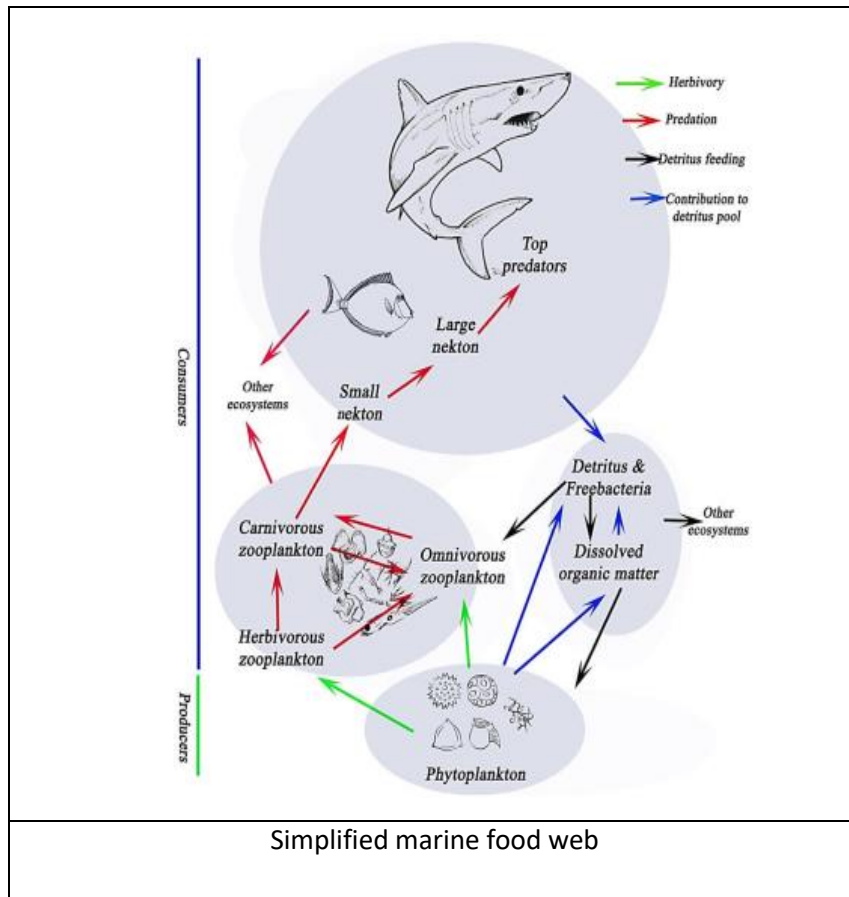 Herbivory
Predation
Detritus feeding
Contribution to
detritus pool
Top
predators
Large
nekton
Small
nekton
Other
ecosystems
Consumers
Detritus &
Freebacteria
Other
ecosystems
Dissolved
organic matter
Carnivorous
zooplankton
Omnivorous
zooplankton
Herbivorous
zooplankton
Producers
Phytoplankton
Simplified marine food web